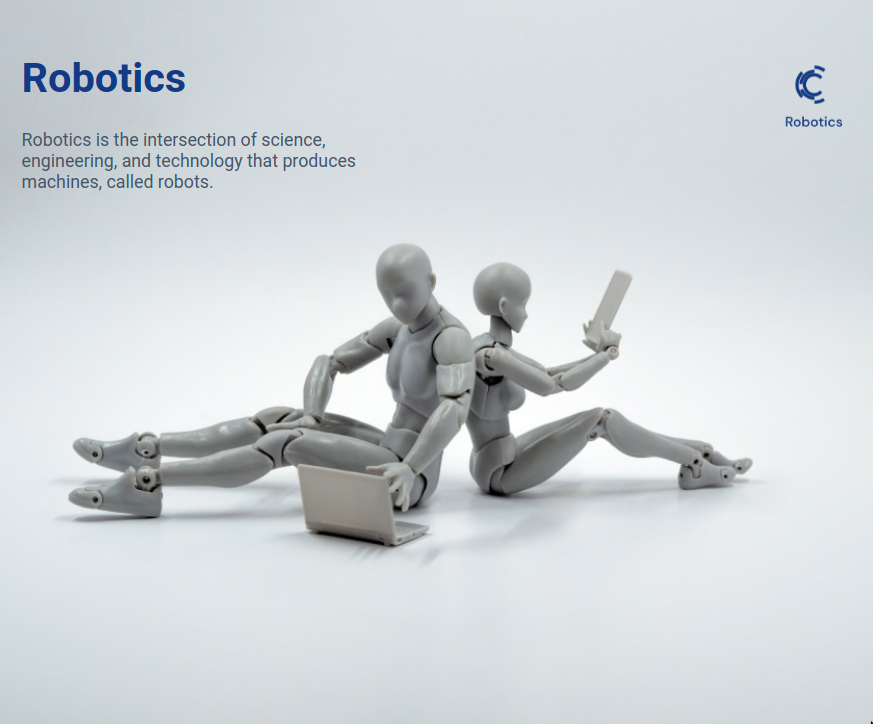 Robotics
Robotics
Robotics is the intersection of science,
engineering, and technology that produces
machines, called robots.